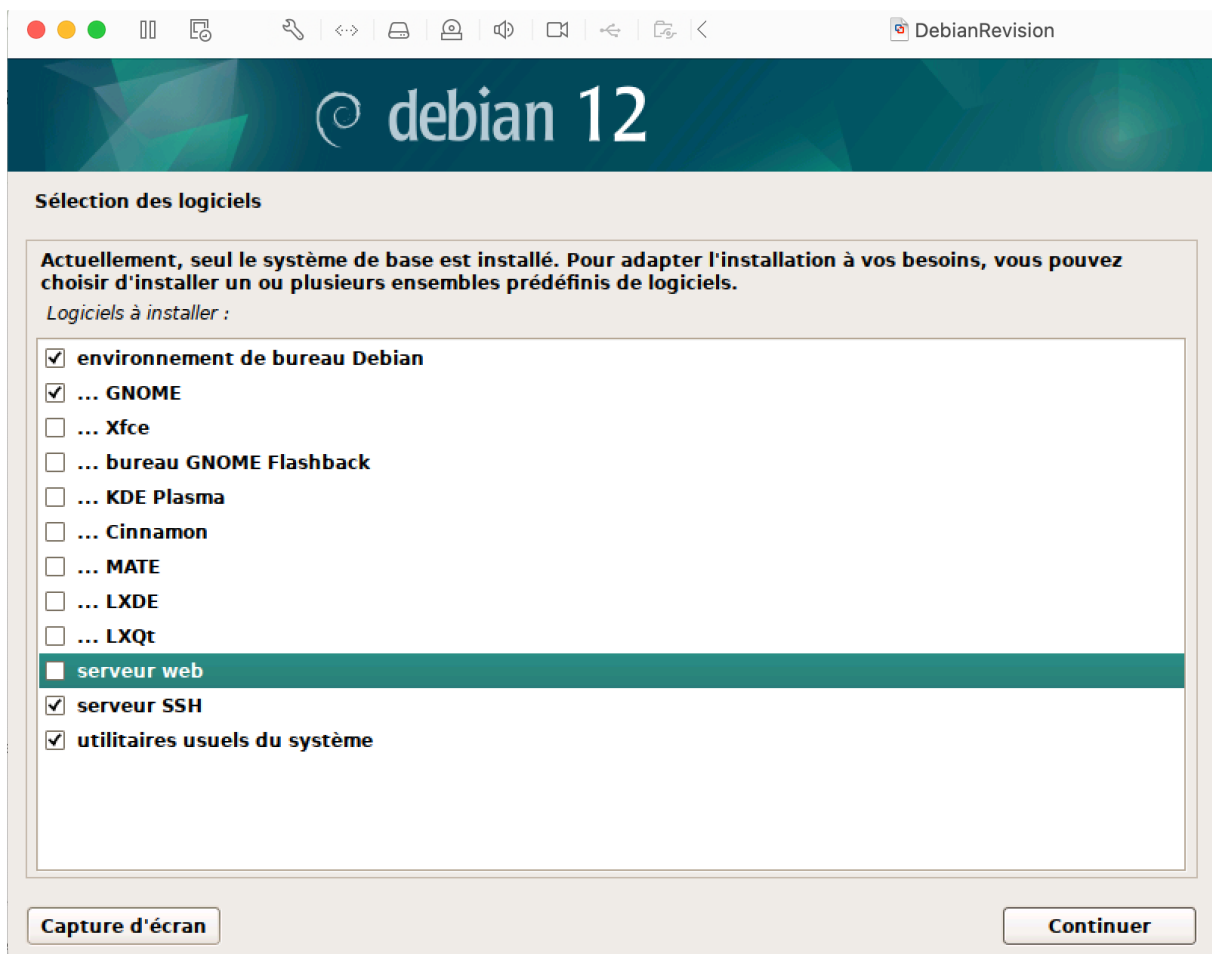 DebianRevision
debian 12
Sélection des logiciels
Actuellement, seul le système de base est installé. Pour adapter l'installation à vos besoins, vous pouvez
choisir d'installer un ou plusieurs ensembles prédéfinis de logiciels.
Logiciels à installer :
environnement de bureau Debian
... GNOME
... Xfce
... bureau GNOME Flashback
... KDE Plasma
... Cinnamon
... MATE
... LXDE
... LXQt
serveur web
serveur SSH
utilitaires usuels du système
Capture d'écran
Continuer